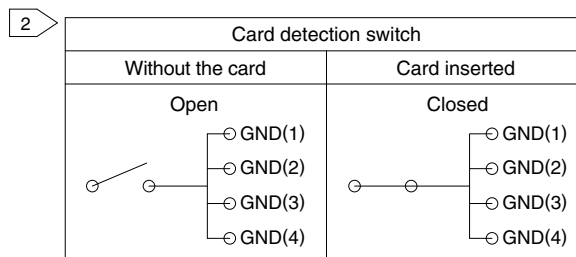 2
Card detection switch
Without the card
Card inserted
Open
Closed
GND(1)
GND(1)
GND(2)
GND(2)
GND(3)
GND(3)
GND(4)
GND(4)